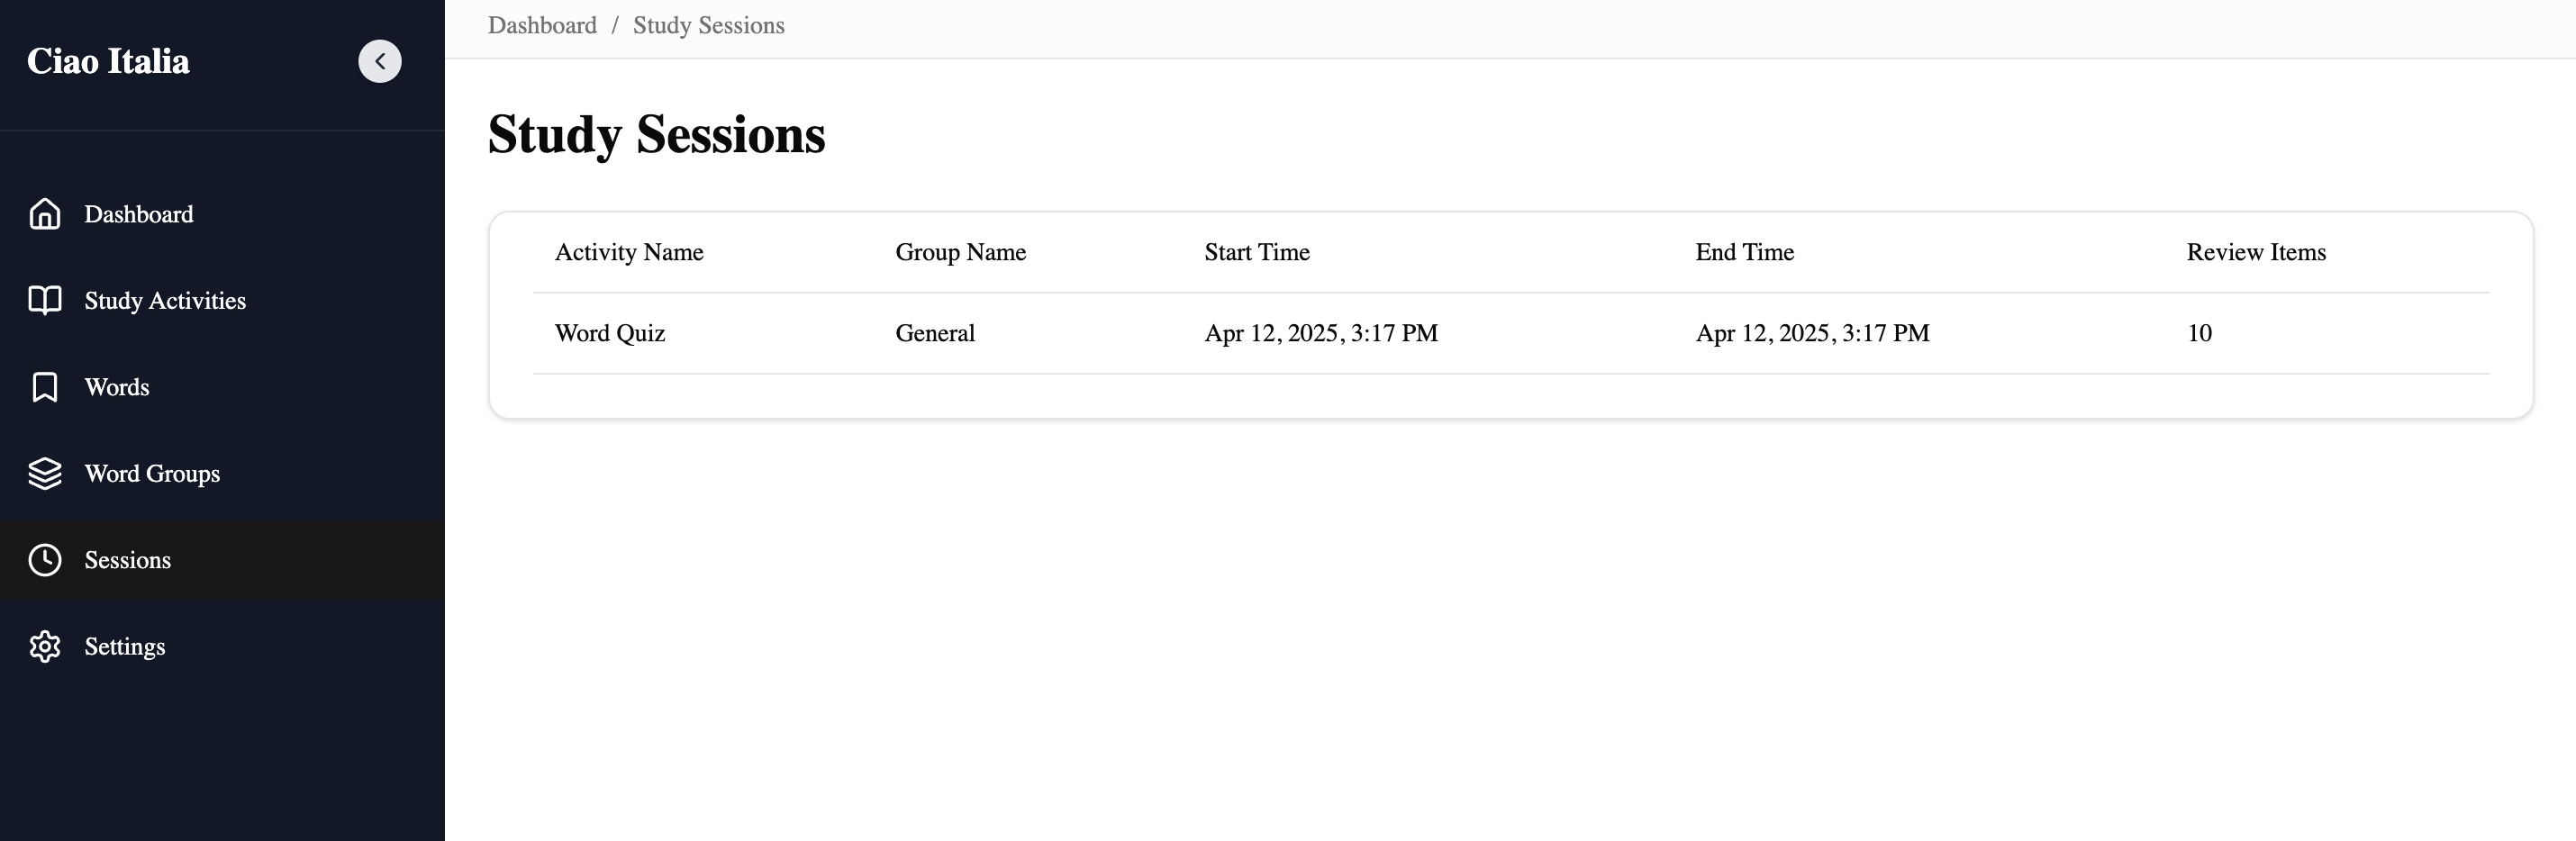 Ciao Italia
Dashboard
Study Activities
Words
Word Groups
Sessions
Settings
Dashboard / Study Sessions
Study Sessions
Activity Name Group Name Start Time End Time Review Items
Word Quiz General Apr 12, 2025, 3:17 PM Apr 12, 2025, 3:17 PM 10